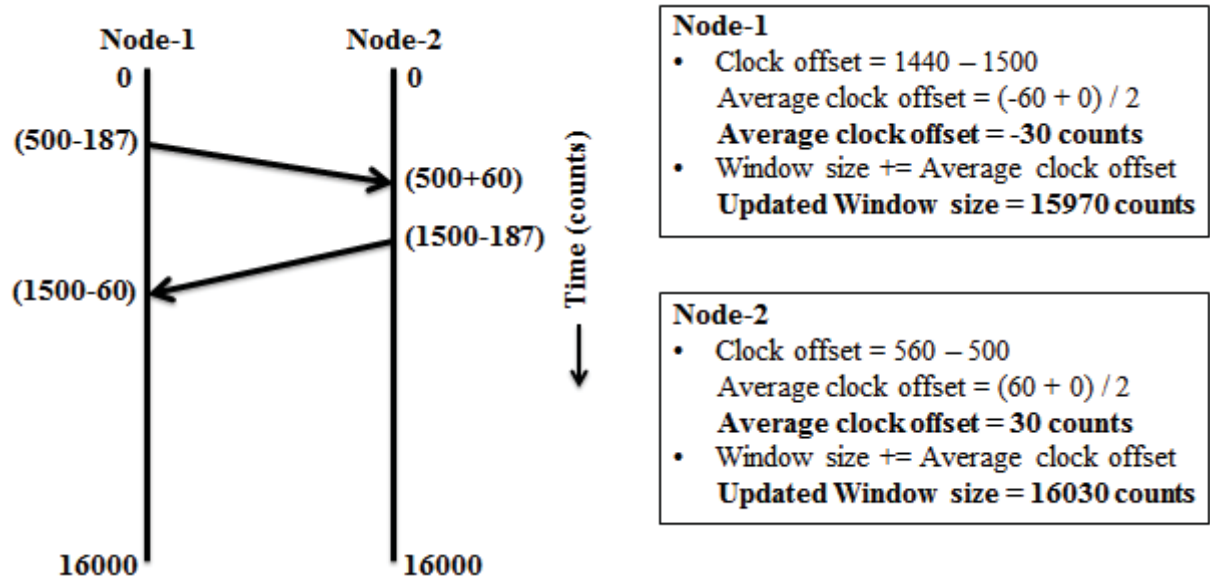 Node-1 Node-2
0 0
(500-187)
(500+60)
(1500-187)
(1500-60)
16000 16000
Time (counts)
Node-1
• Clock offset = 1440 – 1500
Average clock offset = (-60 + 0) / 2
Average clock offset = -30 counts
• Window size += Average clock offset
Updated Window size = 15970 counts
Node-2
• Clock offset = 560 – 500
Average clock offset = (60 + 0) / 2
Average clock offset = 30 counts
• Window size += Average clock offset
Updated Window size = 16030 counts